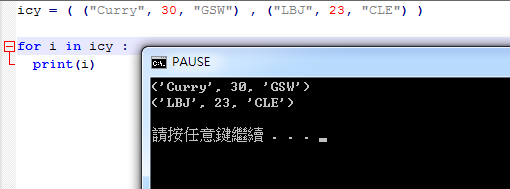 icy = ( ("Curry", 30, "GSW") , ("LBJ", 23, "CLE") )
for i in icy :
print(i)
PAUSE
('Curry', 30, 'GSW')
('LBJ', 23, 'CLE')
請按任意鍵繼續 . . .